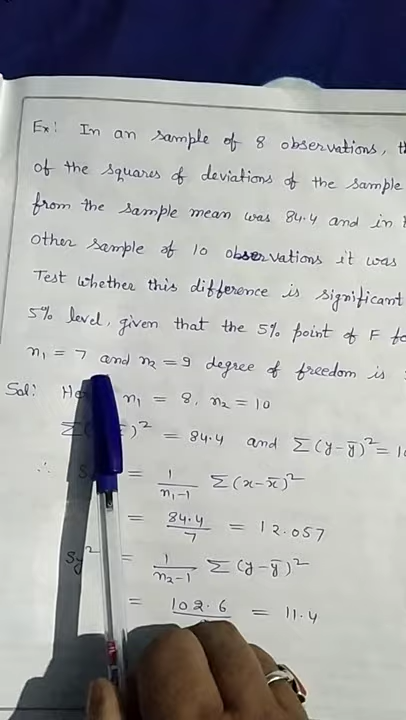 Ex: In an sample of 8 observations,
of the squares of deviations of the sample
from the sample mean was 84.4 and in
other sample of 10 observations it was
Test whether this difference is significant
5% level, given that the 5% point of F
n₁ = 7 and n₂ = 9 degree of freedom is
Sol: n₁ = 8, n₂ = 10
² = 84.4 and Σ(y-ȳ)² =
∴ = 1/(n₁-1) Σ(x-x̄)²
= 84.4/7 = 12.057
Sy² = 1/(n₂-1) Σ(y-ȳ)²
= 102.6 = 11.4